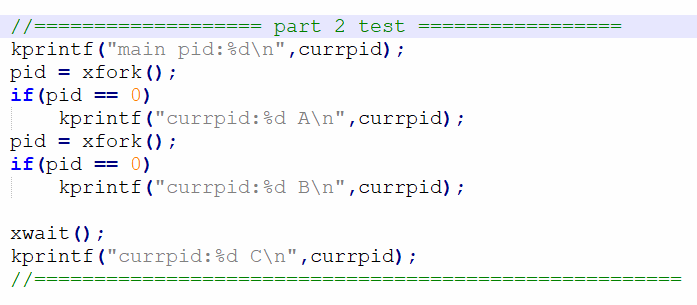 //=================== part 2 test =================
kprintf("main pid:%d\n",currpid);
pid = xfork();
if(pid == 0)
    kprintf("currpid:%d A\n",currpid);
pid = xfork();
if(pid == 0)
    kprintf("currpid:%d B\n",currpid);

xwait();
kprintf("currpid:%d C\n",currpid);
//======================================================